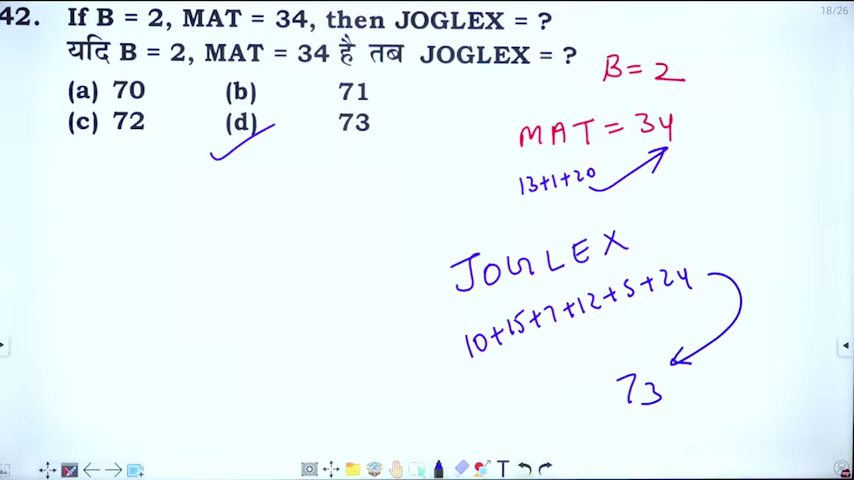 18/26
42. If B = 2, MAT = 34, then JOGLEX = ?
यदि B = 2, MAT = 34 है तब JOGLEX = ?
(a) 70 (b) 71
(c) 72 (d) 73
B = 2
MAT = 34
13+1+20
JOGLEX
10+15+7+12+5+24
73
T